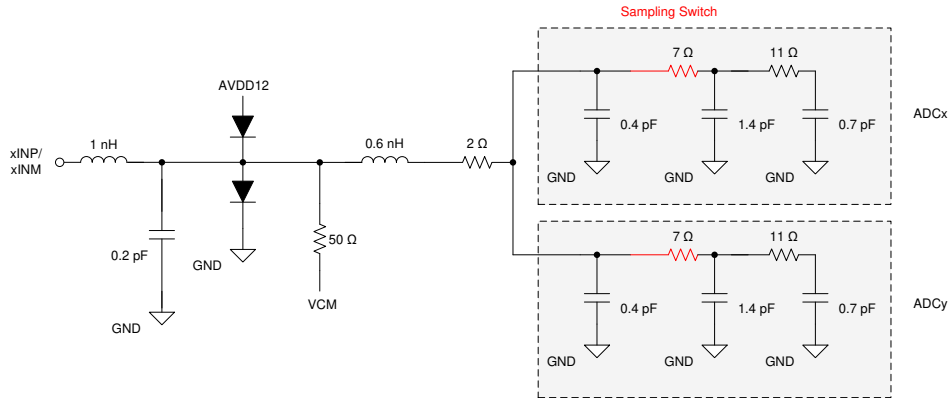 Sampling Switch
7 Ω
11 Ω
AVDD12
0.4 pF
1.4 pF
0.7 pF
ADCx
xINP/
xINM
1 nH
0.6 nH
2 Ω
GND
GND
GND
7 Ω
11 Ω
50 Ω
0.2 pF
GND
VCM
0.4 pF
1.4 pF
0.7 pF
ADCy
GND
GND
GND
GND